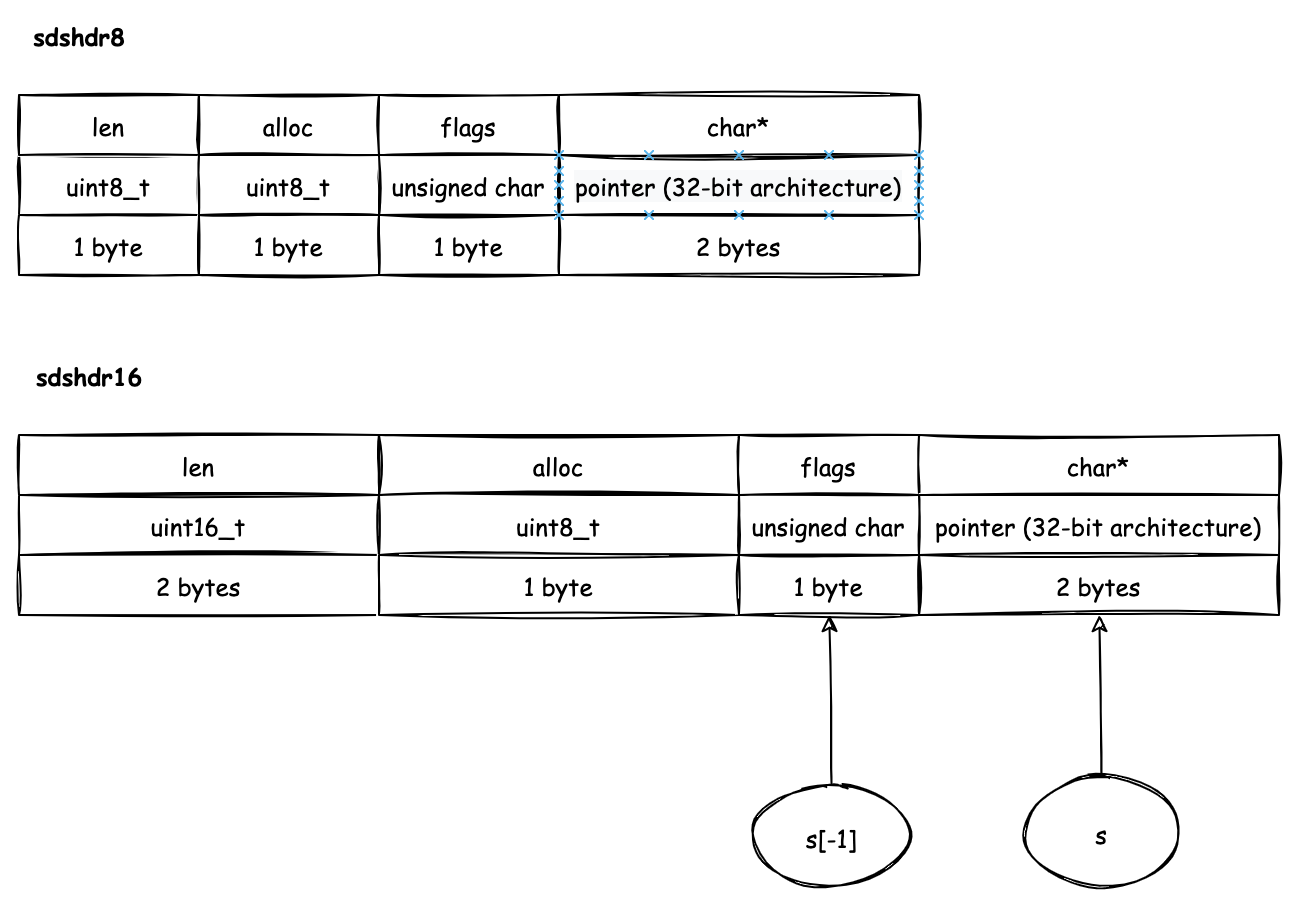 sdshdr8
len alloc flags char*
uint8_t uint8_t unsigned char pointer (32-bit architecture)
1 byte 1 byte 1 byte 2 bytes
sdshdr16
len alloc flags char*
uint16_t uint8_t unsigned char pointer (32-bit architecture)
2 bytes 1 byte 1 byte 2 bytes
s[-1] s